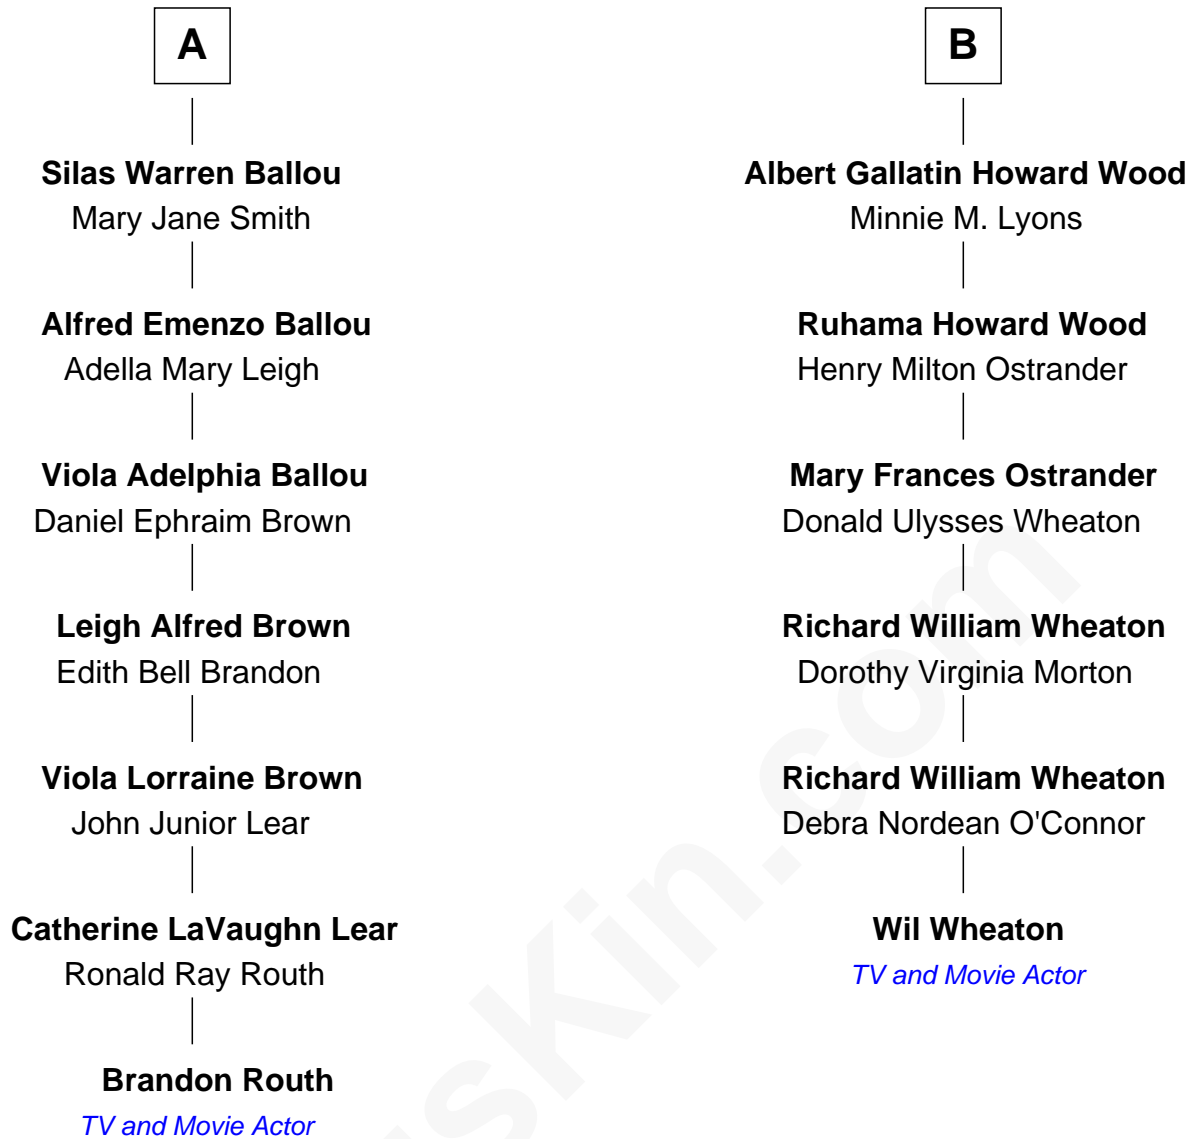 A
Silas Warren Ballou
Mary Jane Smith
Alfred Emenzo Ballou
Adella Mary Leigh
Viola Adelphia Ballou
Daniel Ephraim Brown
Leigh Alfred Brown
Edith Bell Brandon
Viola Lorraine Brown
John Junior Lear
Catherine LaVaughn Lear
Ronald Ray Routh
Brandon Routh
TV and Movie Actor
B
Albert Gallatin Howard Wood
Minnie M. Lyons
Ruhama Howard Wood
Henry Milton Ostrander
Mary Frances Ostrander
Donald Ulysses Wheaton
Richard William Wheaton
Dorothy Virginia Morton
Richard William Wheaton
Debra Nordean O'Connor
Wil Wheaton
TV and Movie Actor
sKin.com